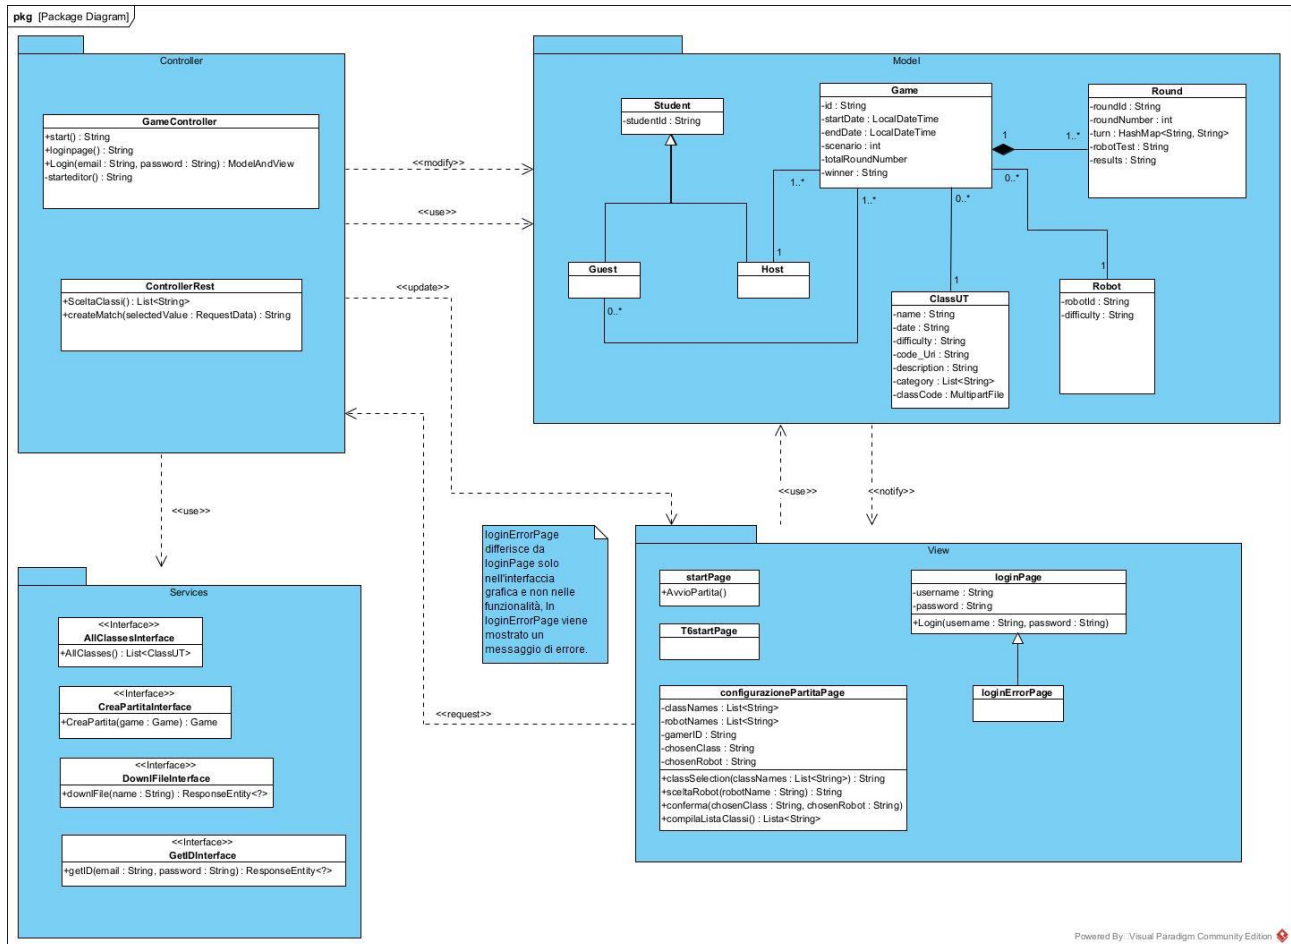 pkg [Package Diagram]
Controller
GameController
+start() : String
+loginpage() : String
+Login(email : String, password : String) : ModelAndView
-starteditor() : String
ControllerRest
+SceltaClassi() : List<String>
+createMatch(selectedValue : RequestData) : String
<<modify>>
<<use>>
<<update>>
Model
Student
-studentId : String
Game
-id : String
-startDate : LocalDateTime
-endDate : LocalDateTime
-scenario : int
-totalRoundNumber
-winner : String
Round
-roundId : String
-roundNumber : int
-turn : HashMap<String, String>
-robotTest : String
-results : String
1
1..*
1..*
1..*
0..*
0..*
Guest
Host
1
1
1
0..*
ClassUT
-name : String
-date : String
-difficulty : String
-code_Uri : String
-description : String
-category : List<String>
-classCode : MultipartFile
Robot
-robotId : String
-difficulty : String
<<use>>
<<use>>
<<notify>>
<<request>>
loginErrorPage
differisce da
loginPage solo
nell'interfaccia
grafica e non nelle
funzionalità, In
loginErrorPage viene
mostrato un
messaggio di errore.
Services
<<Interface>>
AllClassesInterface
+AllClasses() : List<ClassUT>
<<Interface>>
CreaPartitaInterface
+CreaPartita(game : Game) : Game
<<Interface>>
DownlFileInterface
+downlFile(name : String) : ResponseEntity<?>
<<Interface>>
GetIDInterface
+getID(email : String, password : String) : ResponseEntity<?>
View
startPage
+AvvioPartita()
T6startPage
configurazionePartitaPage
-classNames : List<String>
-robotNames : List<String>
-gamerID : String
-chosenClass : String
-chosenRobot : String
+classSelection(classNames : List<String>) : String
+sceltaRobot(robotName : String) : String
+conferma(chosenClass : String, chosenRobot : String)
+compilaListaClassi() : Lista<String>
loginPage
-username : String
-password : String
+Login(username : String, password : String)
loginErrorPage
Powered By Visual Paradigm Community Edition